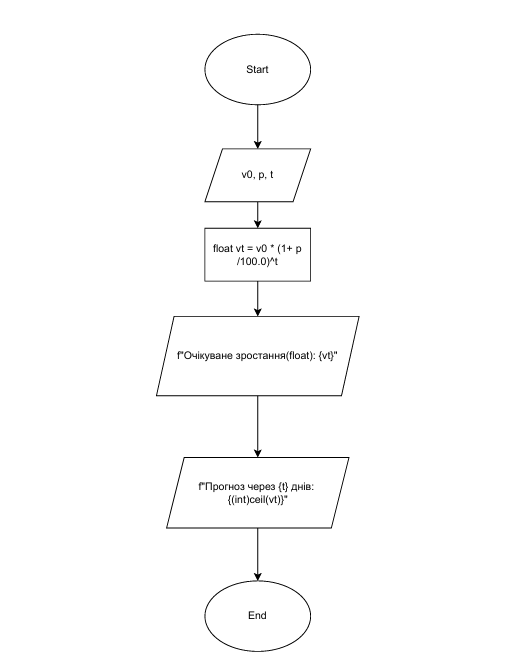 Start
v0, p, t
float vt = v0 * (1+ p
/100.0)^t
f"Очікуване зростання(float): {vt}"
f"Прогноз через {t} днів:
{(int)ceil(vt)}"
End